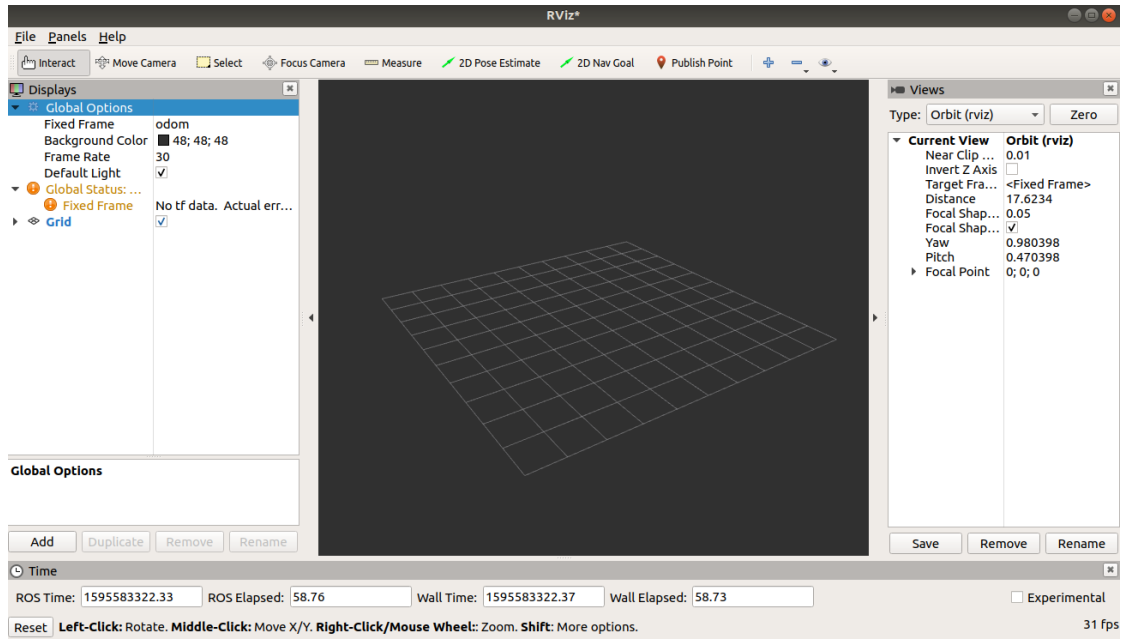 RViz*
File Panels Help
Interact Move Camera Select Focus Camera Measure 2D Pose Estimate 2D Nav Goal Publish Point
Displays
Global Options
Fixed Frame odom
Background Color 48; 48; 48
Frame Rate 30
Default Light
Global Status: ...
Fixed Frame No tf data. Actual err...
Grid
Global Options
Add Duplicate Remove Rename
Views
Type: Orbit (rviz) Zero
Current View Orbit (rviz)
Near Clip ... 0.01
Invert Z Axis
Target Fra... <Fixed Frame>
Distance 17.6234
Focal Shap... 0.05
Focal Shap...
Yaw 0.980398
Pitch 0.470398
Focal Point 0; 0; 0
Save Remove Rename
Time
ROS Time: 1595583322.33 ROS Elapsed: 58.76 Wall Time: 1595583322.37 Wall Elapsed: 58.73 Experimental
Reset Left-Click: Rotate. Middle-Click: Move X/Y. Right-Click/Mouse Wheel:: Zoom. Shift: More options. 31 fps